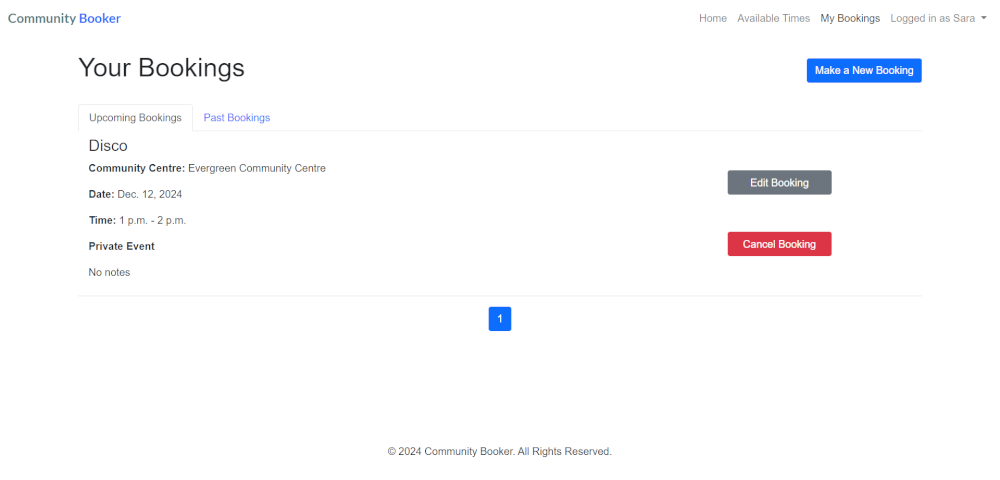 Community Booker
Home Available Times My Bookings Logged in as Sara
Your Bookings
Make a New Booking
Upcoming Bookings Past Bookings
Disco
Community Centre: Evergreen Community Centre
Edit Booking
Date: Dec. 12, 2024
Time: 1 p.m. - 2 p.m.
Private Event
Cancel Booking
No notes
1
© 2024 Community Booker. All Rights Reserved.